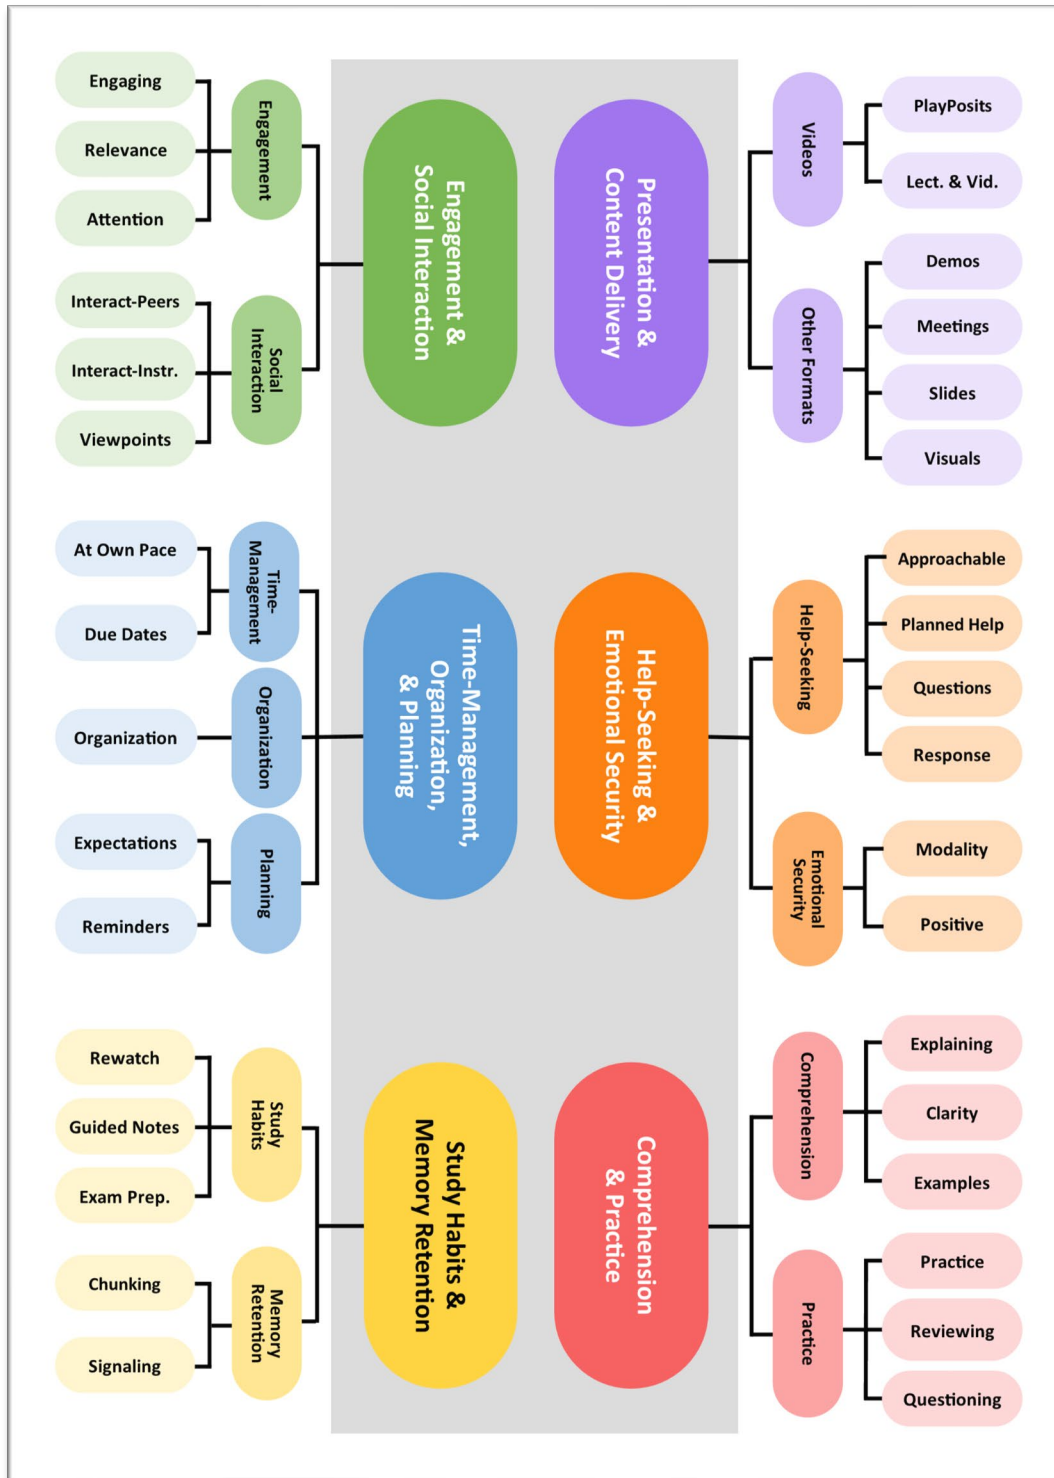 Engaging
Relevance
Attention
Engagement
Interact-Peers
Interact-Instr.
Viewpoints
Social
Interaction
Engagement &
Social Interaction
Presentation &
Content Delivery
Videos
PlayPosits
Lect. & Vid.
Other Formats
Demos
Meetings
Slides
Visuals
At Own Pace
Due Dates
Time-
Management
Organization
Organization
Expectations
Reminders
Planning
Time-Management,
Organization,
& Planning
Help-Seeking &
Emotional Security
Help-Seeking
Approachable
Planned Help
Questions
Response
Emotional
Security
Modality
Positive
Rewatch
Guided Notes
Exam Prep.
Study
Habits
Chunking
Signaling
Memory
Retention
Study Habits &
Memory Retention
Comprehension
& Practice
Comprehension
Explaining
Clarity
Examples
Practice
Practice
Reviewing
Questioning